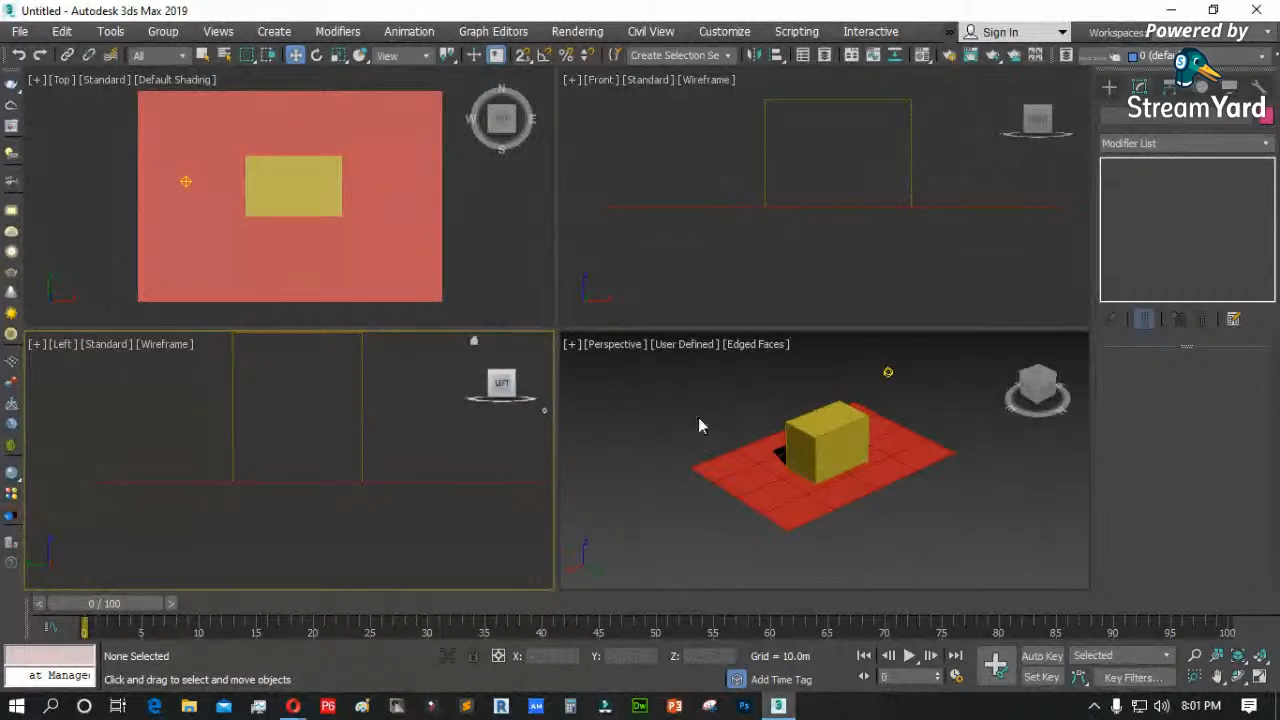 Untitled - Autodesk 3ds Max 2019
File Edit Tools Group Views Create Modifiers Animation Graph Editors Rendering Civil View Customize Scripting Interactive Sign In Workspaces:
Powered by
StreamYard
All View Create Selection Se
[+] [Top ] [Standard ] [Default Shading ]
[+] [Front ] [Standard ] [Wireframe ]
N
W E
S
Modifier List
[+] [Left ] [Standard ] [Wireframe ]
[+] [Perspective ] [User Defined ] [Edged Faces ]
LEFT
< 0 / 100 >
0 5 10 15 20 25 30 35 40 45 50 55 60 65 70 75 80 85 90 95 100
None Selected X: Y: Z: Grid = 10.0m Auto Key Selected
at Manage Click and drag to select and move objects Add Time Tag 0 Set Key Key Filters...
8:01 PM